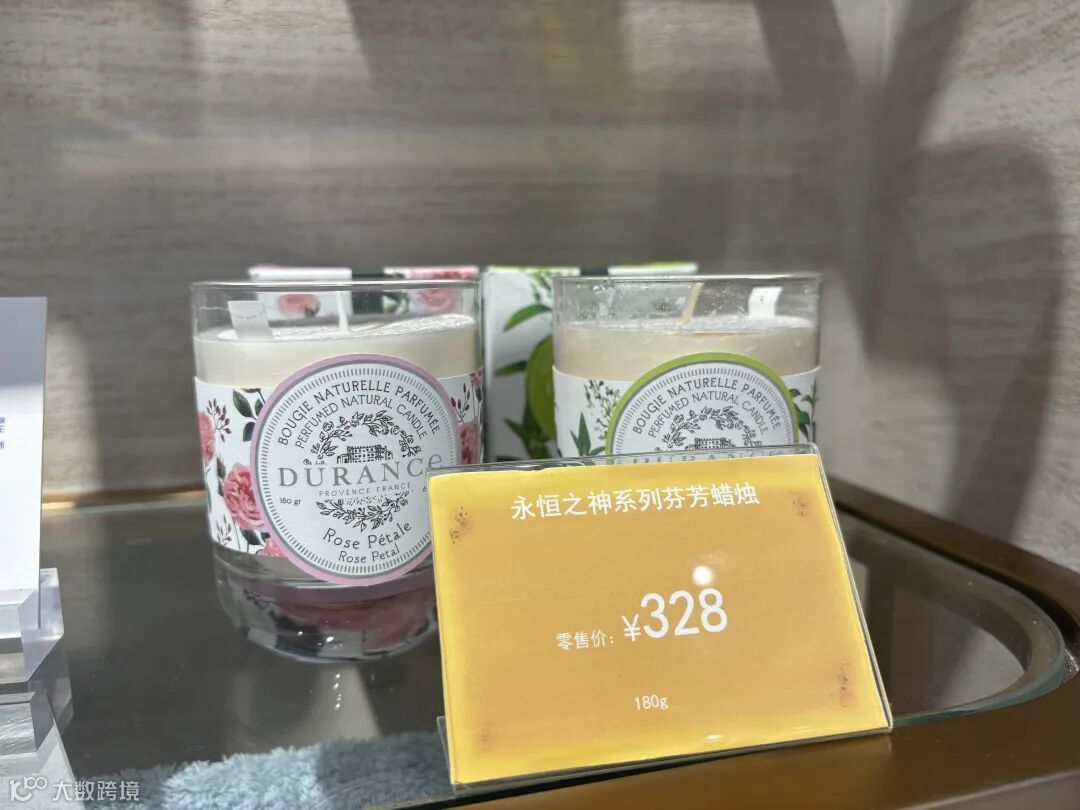 BOUGIE NATURELLE PARFUMÉE
PERFUMED NATURAL CANDLE
DURANCE
PROVENCE FRANCE
180 gr
Rose Pétale
Rose Petal
BOUGIE NATURELLE PARFUMÉE
PERFUMED NATURAL CANDLE
DURANCE
永恒之神系列芬芳蜡烛
零售价：¥328
180g
大数跨境